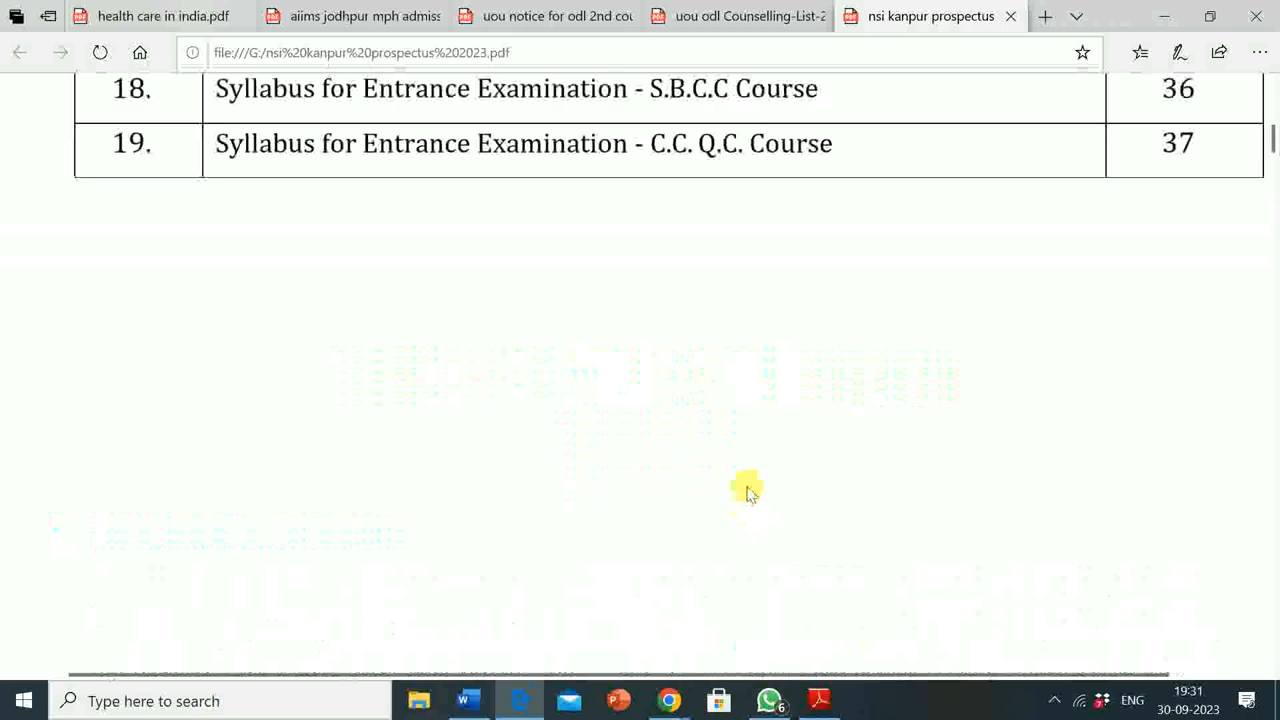 health care in india.pdf
aiims jodhpur mph admiss
uou notice for odl 2nd cou
uou odl Counselling-List-2
nsi kanpur prospectus
file:///G:/nsi%20kanpur%20prospectus%202023.pdf
18. Syllabus for Entrance Examination - S.B.C.C Course 36
19. Syllabus for Entrance Examination - C.C. Q.C. Course 37
Type here to search
6
ENG
19:31
30-09-2023